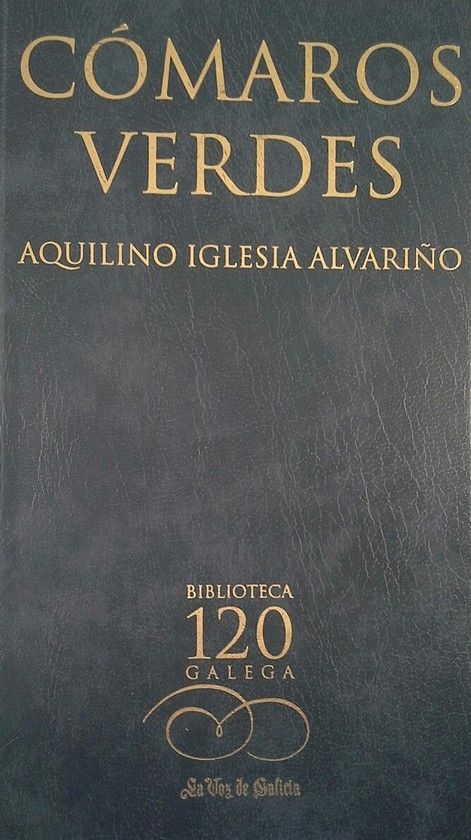 CÓMAROS
VERDES
AQUILINO IGLESIA ALVARIÑO
BIBLIOTECA
120
GALEGA
La Voz de Galicia